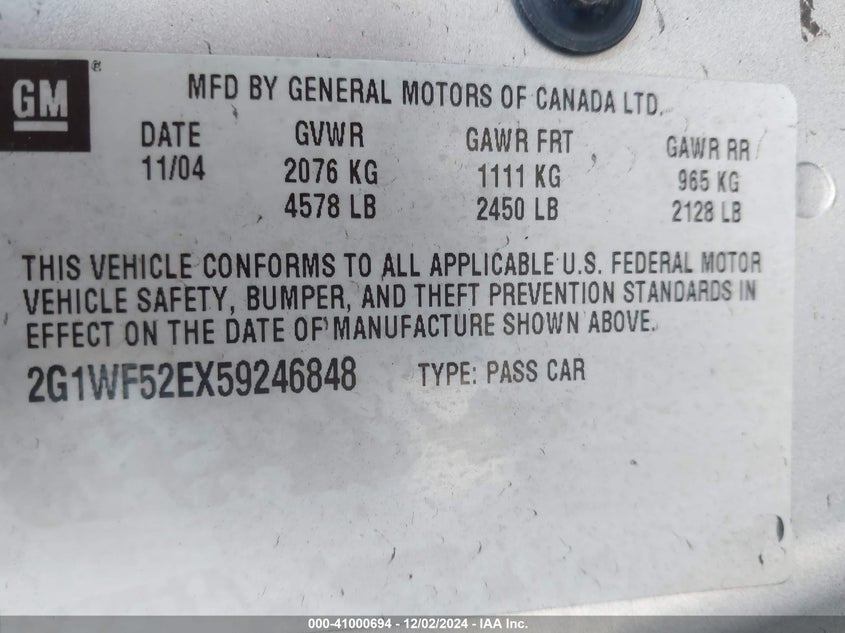 GM®
MFD BY GENERAL MOTORS OF CANADA LTD.
DATE GVWR GAWR FRT GAWR RR
11/04 2076 KG 1111 KG 965 KG
4578 LB 2450 LB 2128 LB
THIS VEHICLE CONFORMS TO ALL APPLICABLE U.S. FEDERAL MOTOR
VEHICLE SAFETY, BUMPER, AND THEFT PREVENTION STANDARDS IN
EFFECT ON THE DATE OF MANUFACTURE SHOWN ABOVE.
2G1WF52EX59246848 TYPE: PASS CAR
000-41000694 - 12/02/2024 - IAA Inc.